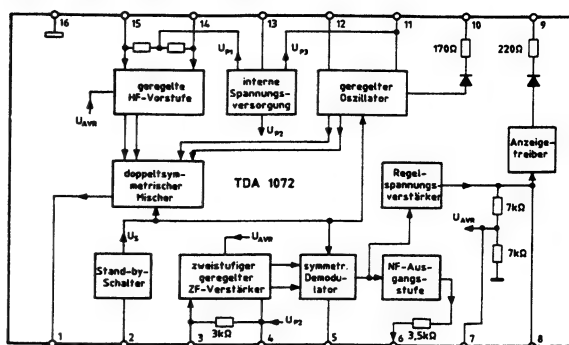 16 15 14 13 12 11 10 9
170Ω 220Ω
U_P1 U_P3
geregelte
HF-Vorstufe
interne
Spannungs-
versorgung
geregelter
Oszillator
U_AVR
U_P2
Anzeige-
treiber
doppeltsym-
metrischer
Mischer
TDA 1072
Regel-
spannungs-
verstärker
7kΩ
U_AVR
7kΩ
U_S
U_AVR
Stand-by-
Schalter
zweistufiger
geregelter
ZF-Verstärker
symmetr.
Demodu-
lator
NF-Aus-
gangs-
stufe
3kΩ
U_P2
3,5kΩ
1 2 3 4 5 6 7 8